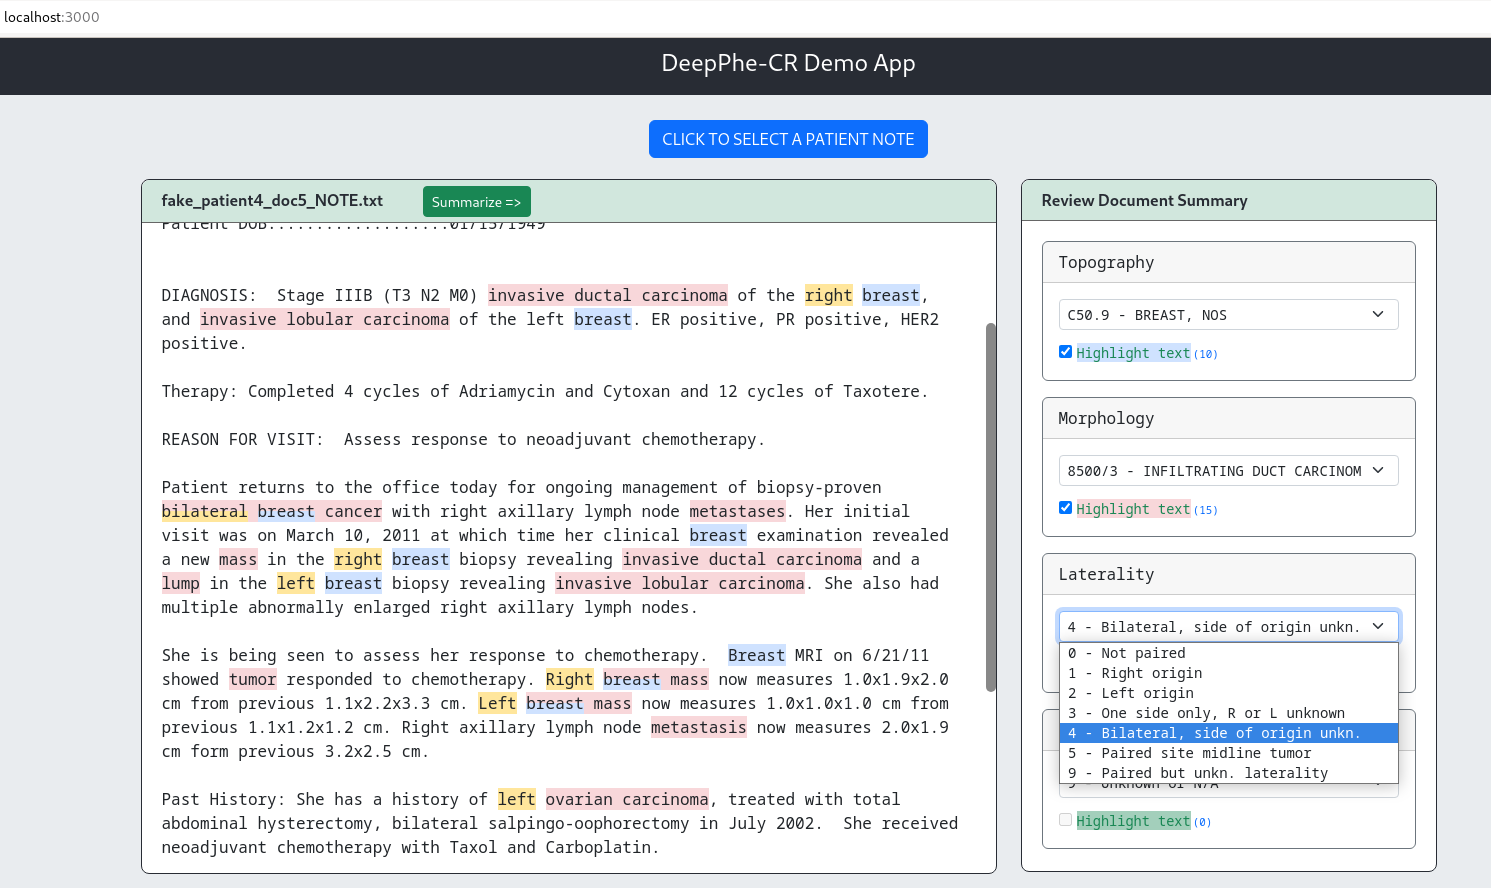 localhost:3000
DeepPhe-CR Demo App
CLICK TO SELECT A PATIENT NOTE
fake_patient4_doc5_NOTE.txt
Summarize =>
Patient DOB...................01/15/1949
DIAGNOSIS:  Stage IIIB (T3 N2 M0) invasive ductal carcinoma of the right breast,
and invasive lobular carcinoma of the left breast. ER positive, PR positive, HER2
positive.
Therapy: Completed 4 cycles of Adriamycin and Cytoxan and 12 cycles of Taxotere.
REASON FOR VISIT:  Assess response to neoadjuvant chemotherapy.
Patient returns to the office today for ongoing management of biopsy-proven
bilateral breast cancer with right axillary lymph node metastases. Her initial
visit was on March 10, 2011 at which time her clinical breast examination revealed
a new mass in the right breast biopsy revealing invasive ductal carcinoma and a
lump in the left breast biopsy revealing invasive lobular carcinoma. She also had
multiple abnormally enlarged right axillary lymph nodes.
She is being seen to assess her response to chemotherapy.  Breast MRI on 6/21/11
showed tumor responded to chemotherapy. Right breast mass now measures 1.0x1.9x2.0
cm from previous 1.1x2.2x3.3 cm. Left breast mass now measures 1.0x1.0x1.0 cm from
previous 1.1x1.2x1.2 cm. Right axillary lymph node metastasis now measures 2.0x1.9
cm form previous 3.2x2.5 cm.
Past History: She has a history of left ovarian carcinoma, treated with total
abdominal hysterectomy, bilateral salpingo-oophorectomy in July 2002.  She received
neoadjuvant chemotherapy with Taxol and Carboplatin.
Review Document Summary
Topography
C50.9 - BREAST, NOS
Highlight text(10)
Morphology
8500/3 - INFILTRATING DUCT CARCINOM
Highlight text(15)
Laterality
4 - Bilateral, side of origin unkn.
0 - Not paired
1 - Right origin
2 - Left origin
3 - One side only, R or L unknown
4 - Bilateral, side of origin unkn.
5 - Paired site midline tumor
9 - Paired but unkn. laterality
9 - Unknown or N/A
Highlight text(0)